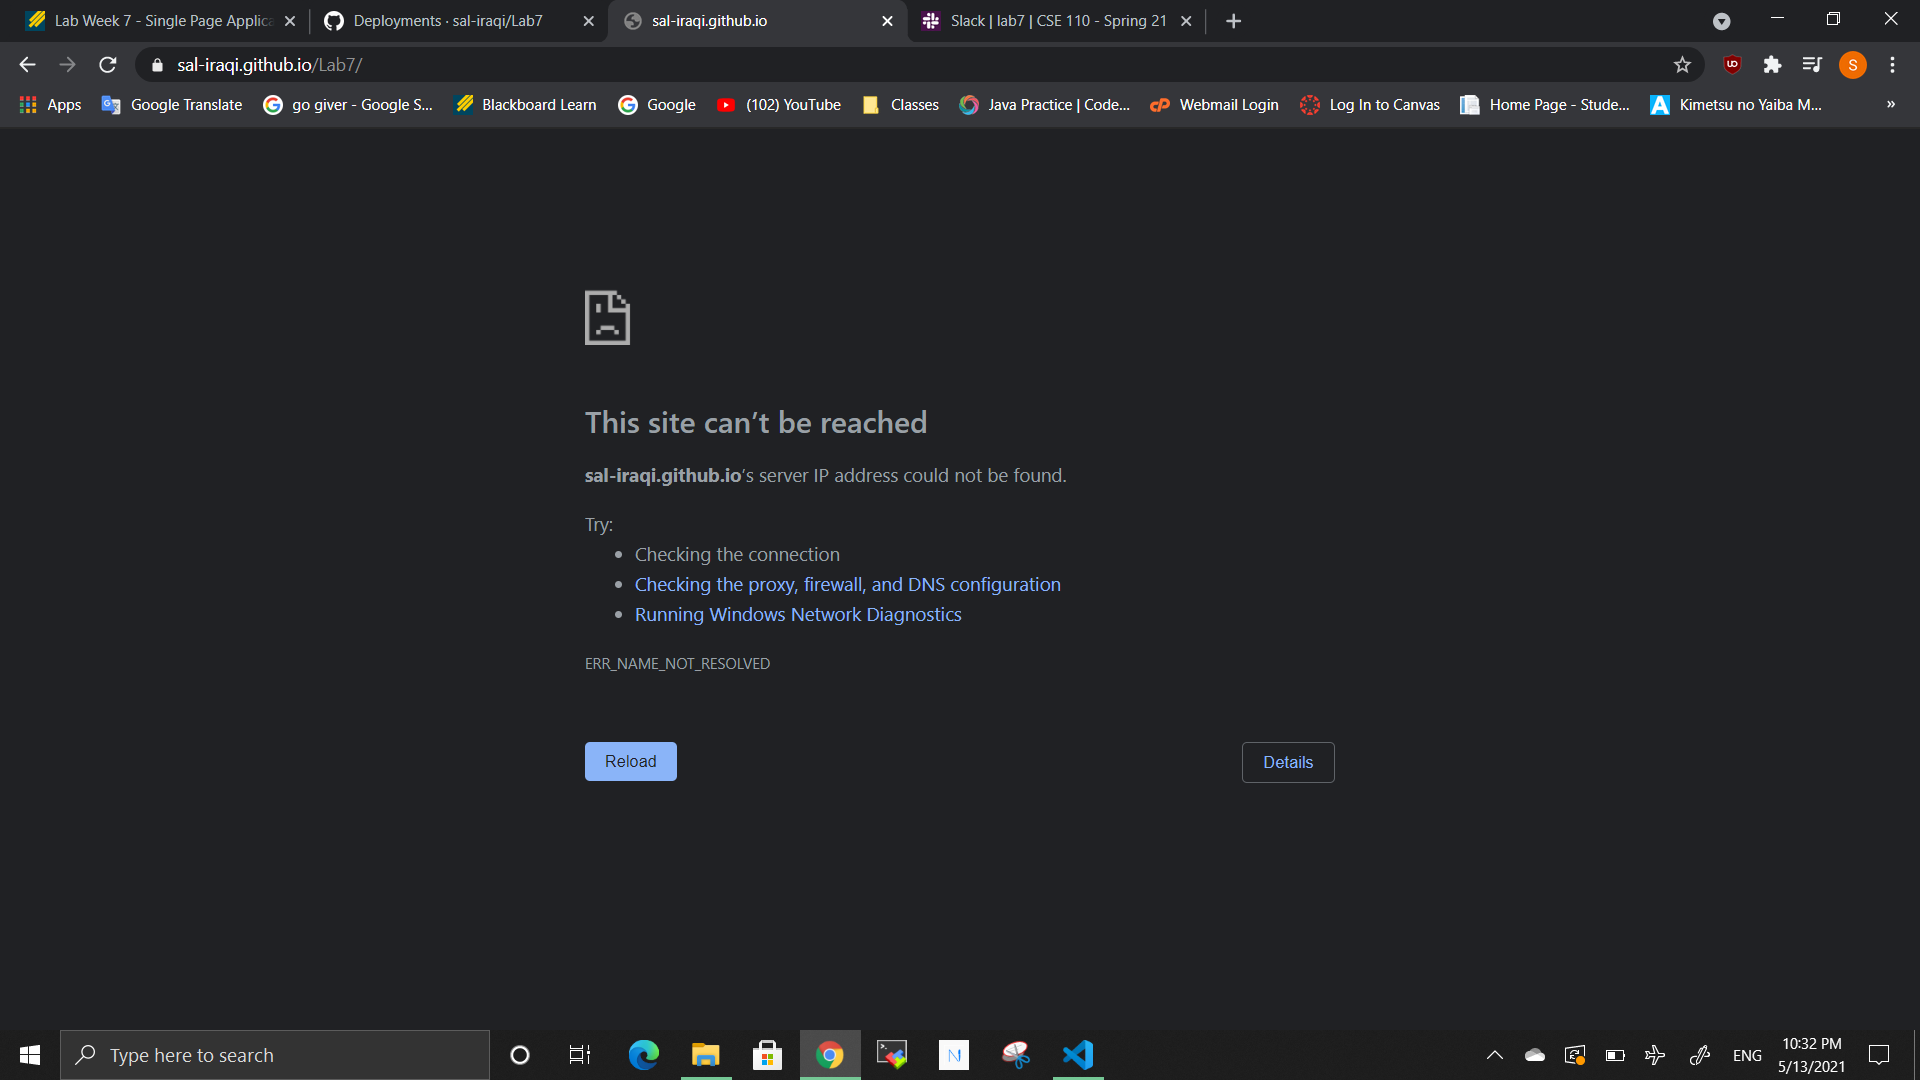 Lab Week 7 - Single Page Applica
Deployments · sal-iraqi/Lab7
sal-iraqi.github.io
Slack | lab7 | CSE 110 - Spring 21
sal-iraqi.github.io/Lab7/
S
Apps
Google Translate
go giver - Google S...
Blackboard Learn
Google
(102) YouTube
Classes
Java Practice | Code...
Webmail Login
Log In to Canvas
Home Page - Stude...
Kimetsu no Yaiba M...
»
This site can’t be reached
sal-iraqi.github.io’s server IP address could not be found.
Try:
• Checking the connection
• Checking the proxy, firewall, and DNS configuration
• Running Windows Network Diagnostics
ERR_NAME_NOT_RESOLVED
Reload
Details
Type here to search
N
ENG
10:32 PM
5/13/2021